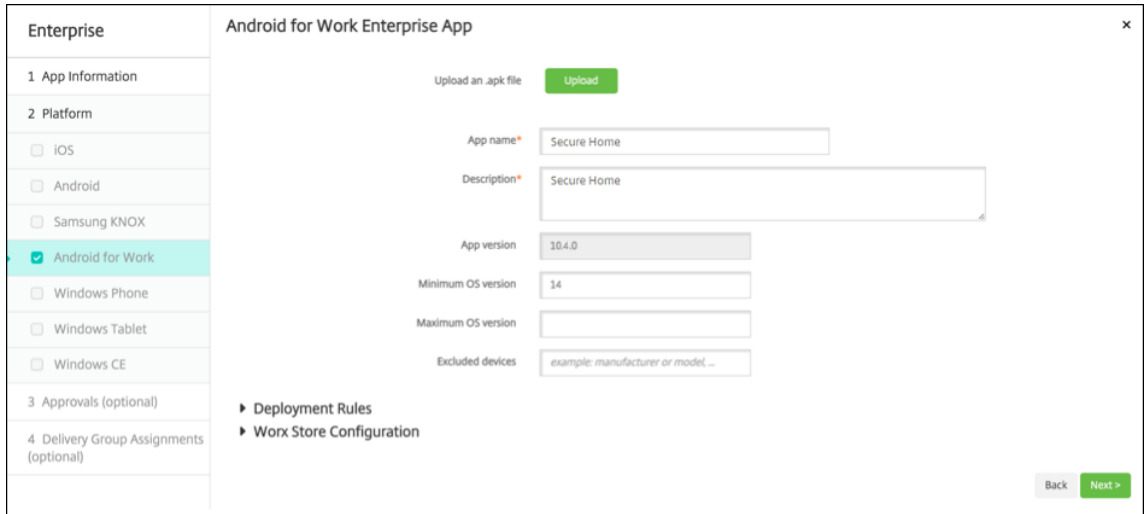 Enterprise
1 App Information
2 Platform
iOS
Android
Samsung KNOX
Android for Work
Windows Phone
Windows Tablet
Windows CE
3 Approvals (optional)
4 Delivery Group Assignments
(optional)
Android for Work Enterprise App
×
Upload an .apk file Upload
App name* Secure Home
Description* Secure Home
App version 10.4.0
Minimum OS version 14
Maximum OS version
Excluded devices example: manufacturer or model, ...
Deployment Rules
Worx Store Configuration
Back Next >